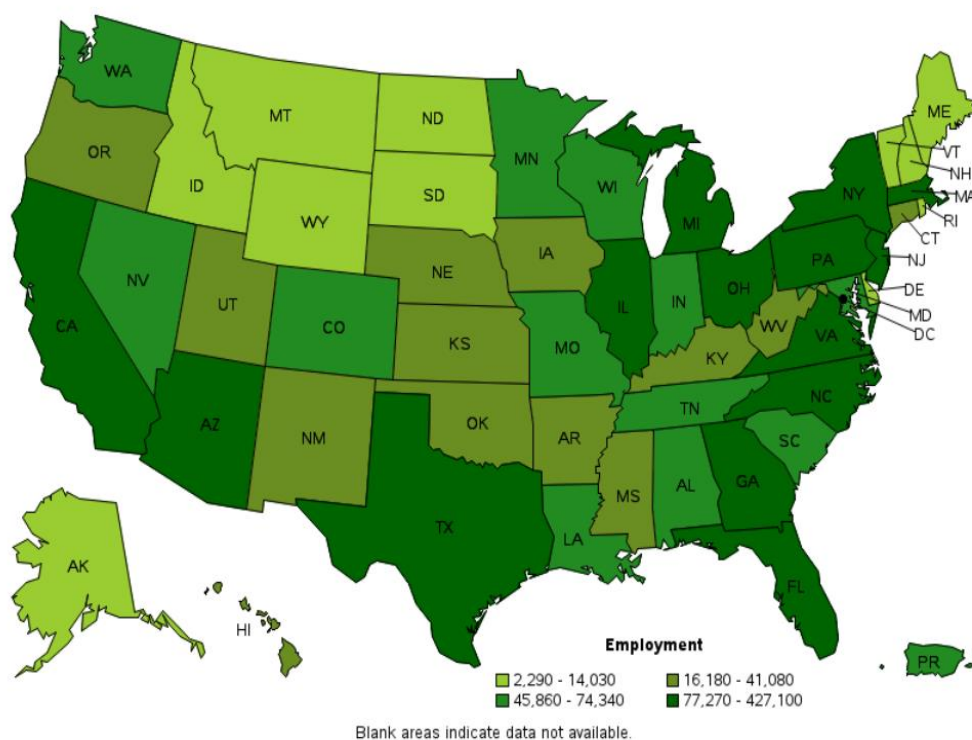 WA
MT
ND
ME
MN
VT
OR
NH
ID
SD
WI
NY
MA
WY
MI
RI
CT
IA
PA
NJ
NE
NV
OH
IL
IN
DE
UT
CO
WV
MD
CA
KS
MO
VA
DC
KY
NC
TN
OK
AZ
NM
AR
SC
MS
AL
GA
TX
LA
AK
FL
HI
PR
Employment
2,290 - 14,030 16,180 - 41,080
45,860 - 74,340 77,270 - 427,100
Blank areas indicate data not available.